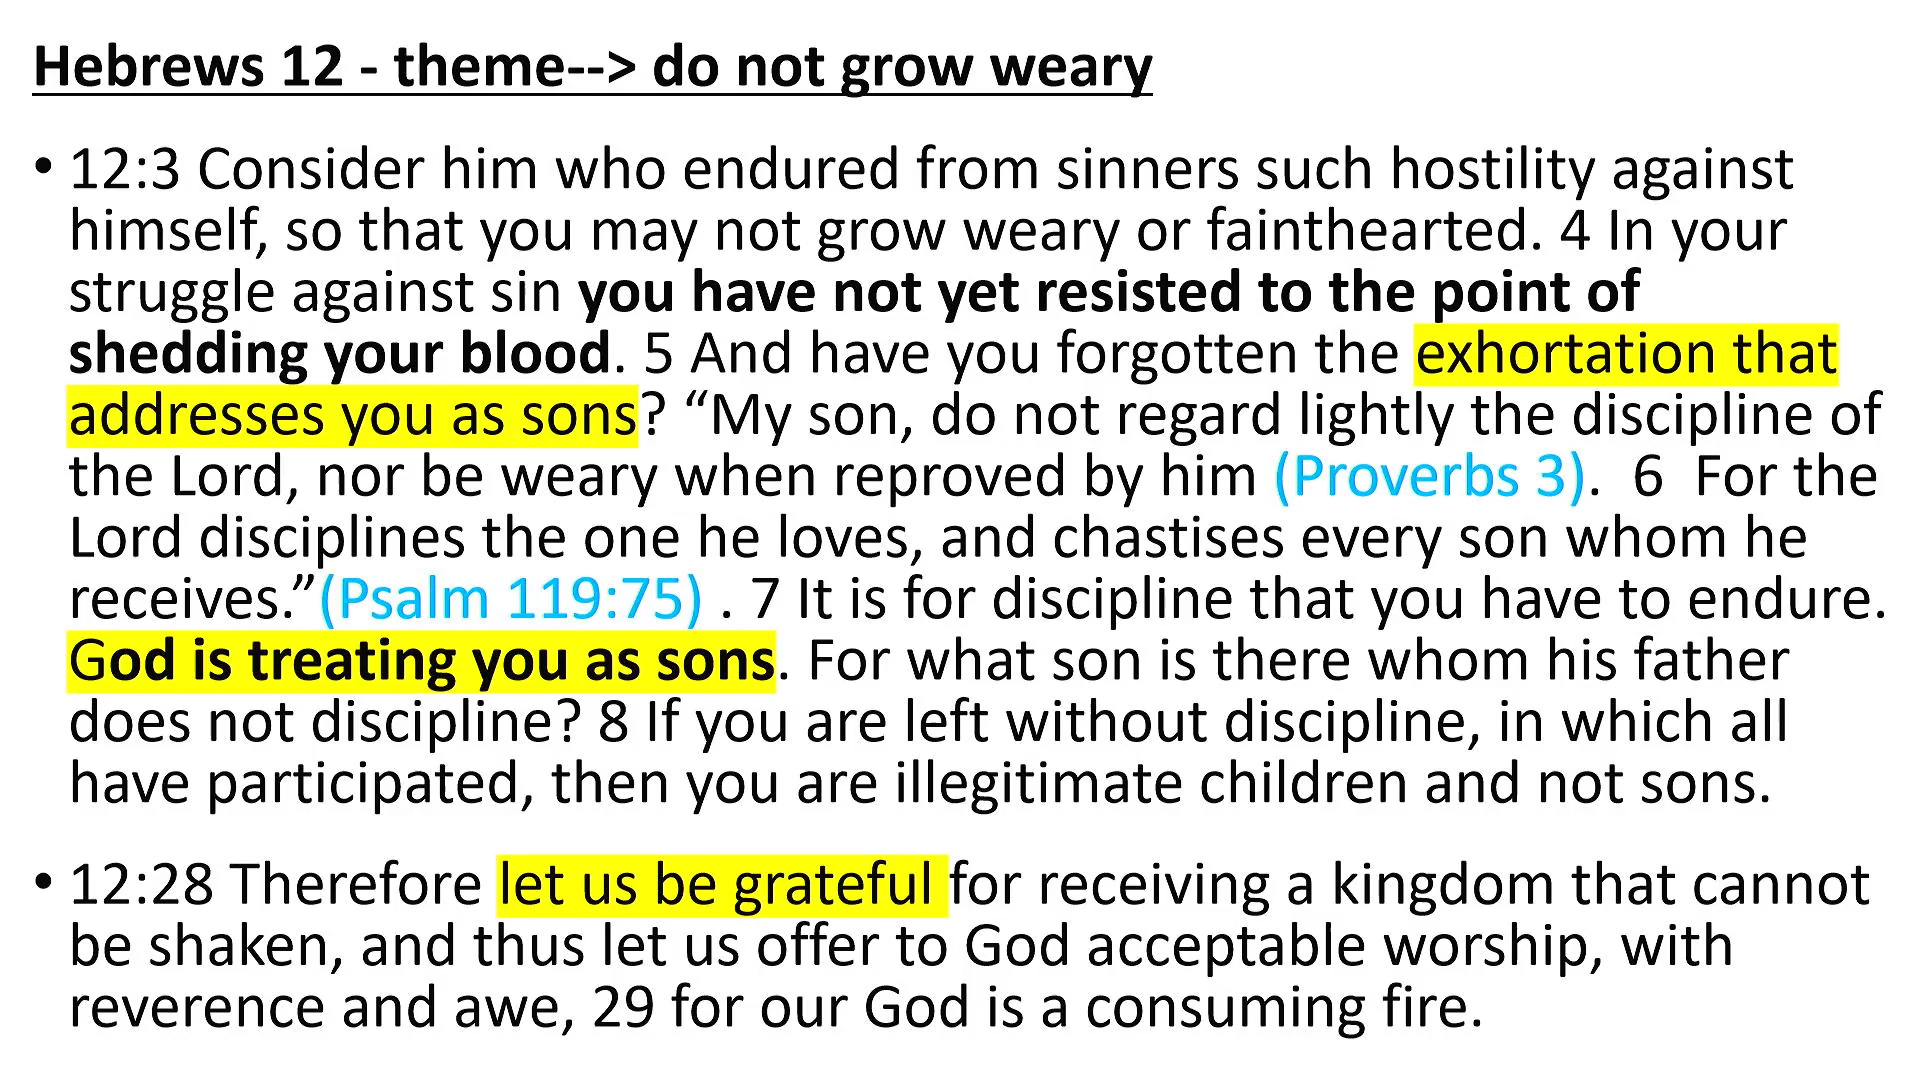 Hebrews 12 - theme--> do not grow weary
• 12:3 Consider him who endured from sinners such hostility against
himself, so that you may not grow weary or fainthearted. 4 In your
struggle against sin you have not yet resisted to the point of
shedding your blood. 5 And have you forgotten the exhortation that
addresses you as sons? “My son, do not regard lightly the discipline of
the Lord, nor be weary when reproved by him (Proverbs 3).  6  For the
Lord disciplines the one he loves, and chastises every son whom he
receives.”(Psalm 119:75) . 7 It is for discipline that you have to endure.
God is treating you as sons. For what son is there whom his father
does not discipline? 8 If you are left without discipline, in which all
have participated, then you are illegitimate children and not sons.
• 12:28 Therefore let us be grateful for receiving a kingdom that cannot
be shaken, and thus let us offer to God acceptable worship, with
reverence and awe, 29 for our God is a consuming fire.